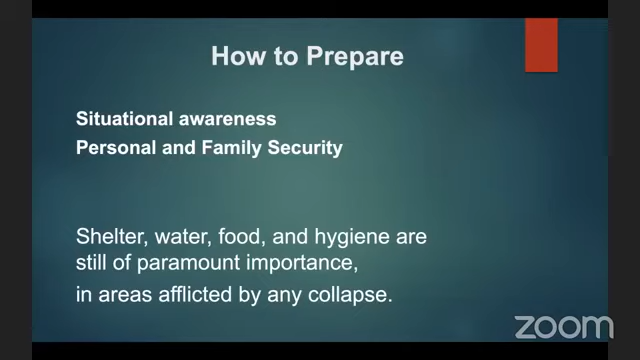 How to Prepare
Situational awareness
Personal and Family Security
Shelter, water, food, and hygiene are
still of paramount importance,
in areas afflicted by any collapse.
zoom